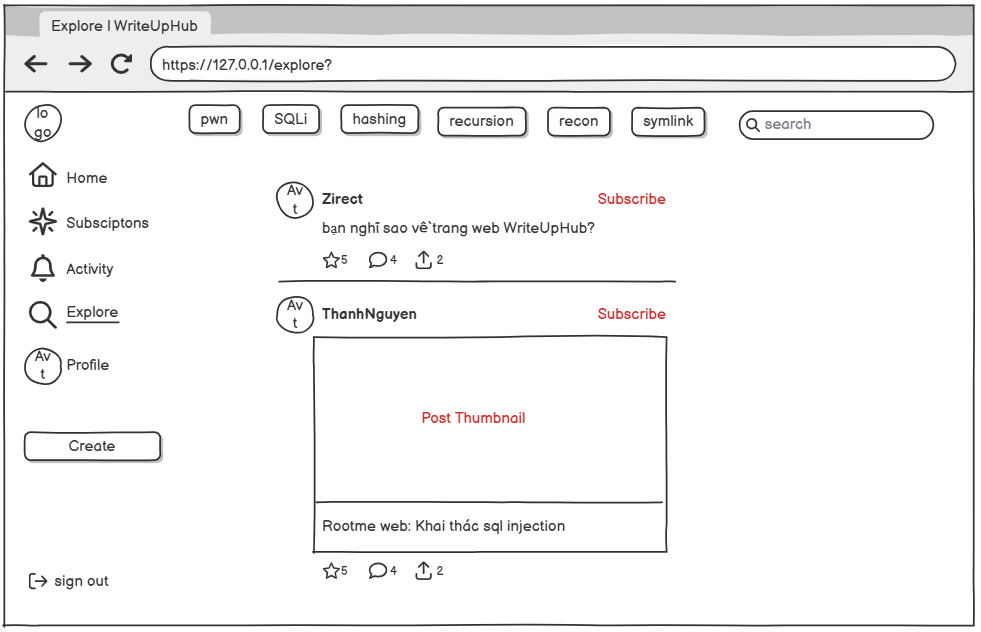 Explore | WriteUpHub
https://127.0.0.1/explore?
lo
go
pwn
SQLi
hashing
recursion
recon
symlink
search
Home
Subsciptons
Activity
Explore
Av
t
Profile
Create
sign out
Av
t
Zirect
Subscribe
bạn nghĩ sao về trang web WriteUpHub?
5
4
2
Av
t
ThanhNguyen
Subscribe
Post Thumbnail
Rootme web: Khai thác sql injection
5
4
2